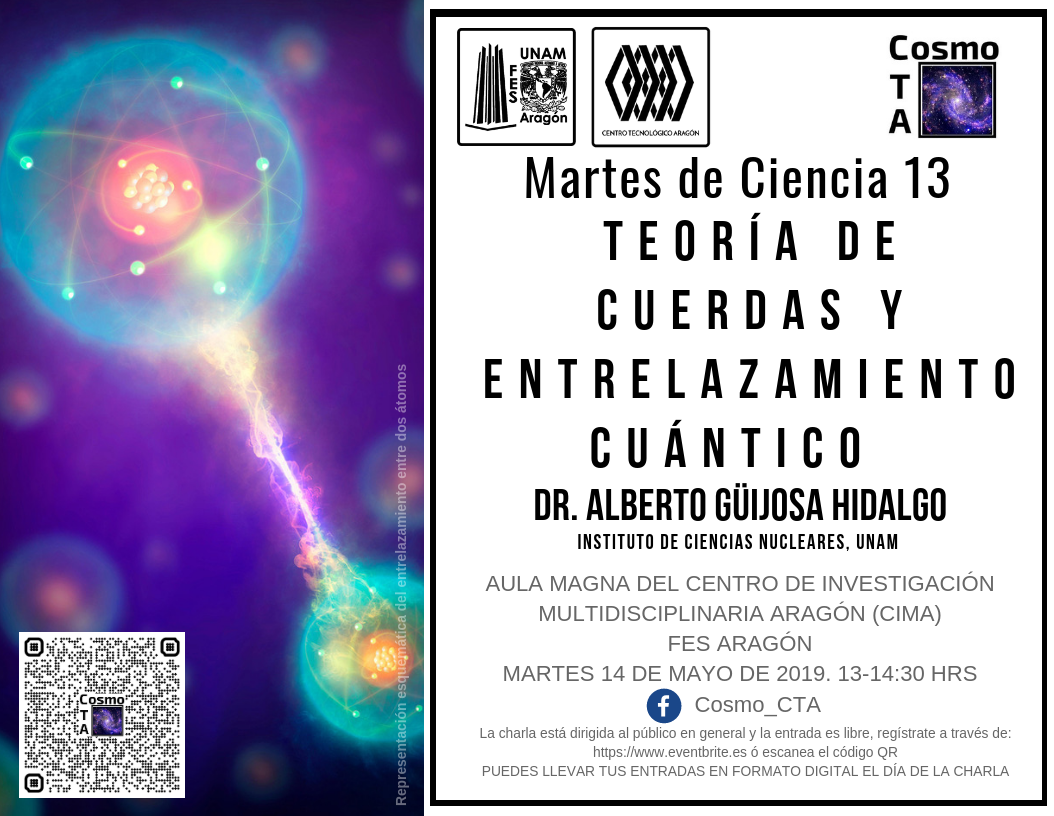 UNAM
FES
Aragón
CENTRO TECNOLÓGICO ARAGÓN
Cosmo
T
A
Martes de Ciencia 13
TEORÍA DE
CUERDAS Y
ENTRELAZAMIENTO
CUÁNTICO
DR. ALBERTO GÜIJOSA HIDALGO
INSTITUTO DE CIENCIAS NUCLEARES, UNAM
AULA MAGNA DEL CENTRO DE INVESTIGACIÓN
MULTIDISCIPLINARIA ARAGÓN (CIMA)
FES ARAGÓN
MARTES 14 DE MAYO DE 2019. 13-14:30 HRS
Cosmo_CTA
La charla está dirigida al público en general y la entrada es libre, regístrate a través de:
https://www.eventbrite.es ó escanea el código QR
PUEDES LLEVAR TUS ENTRADAS EN FORMATO DIGITAL EL DÍA DE LA CHARLA
Representación esquemática del entrelazamiento entre dos átomos
Cosmo
T
A